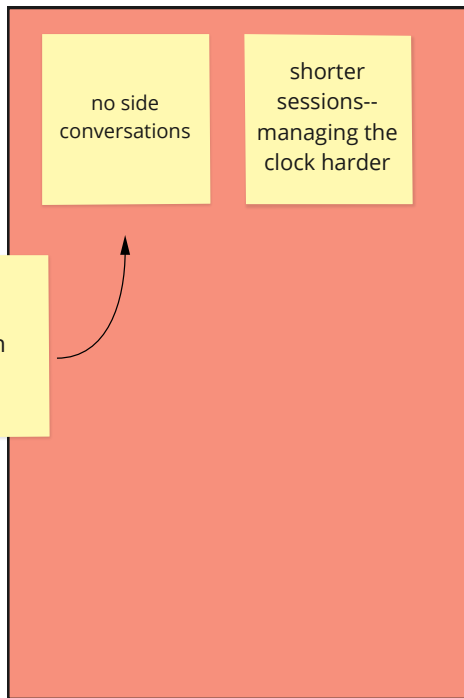 no side
conversations
shorter
sessions--
managing the
clock harder